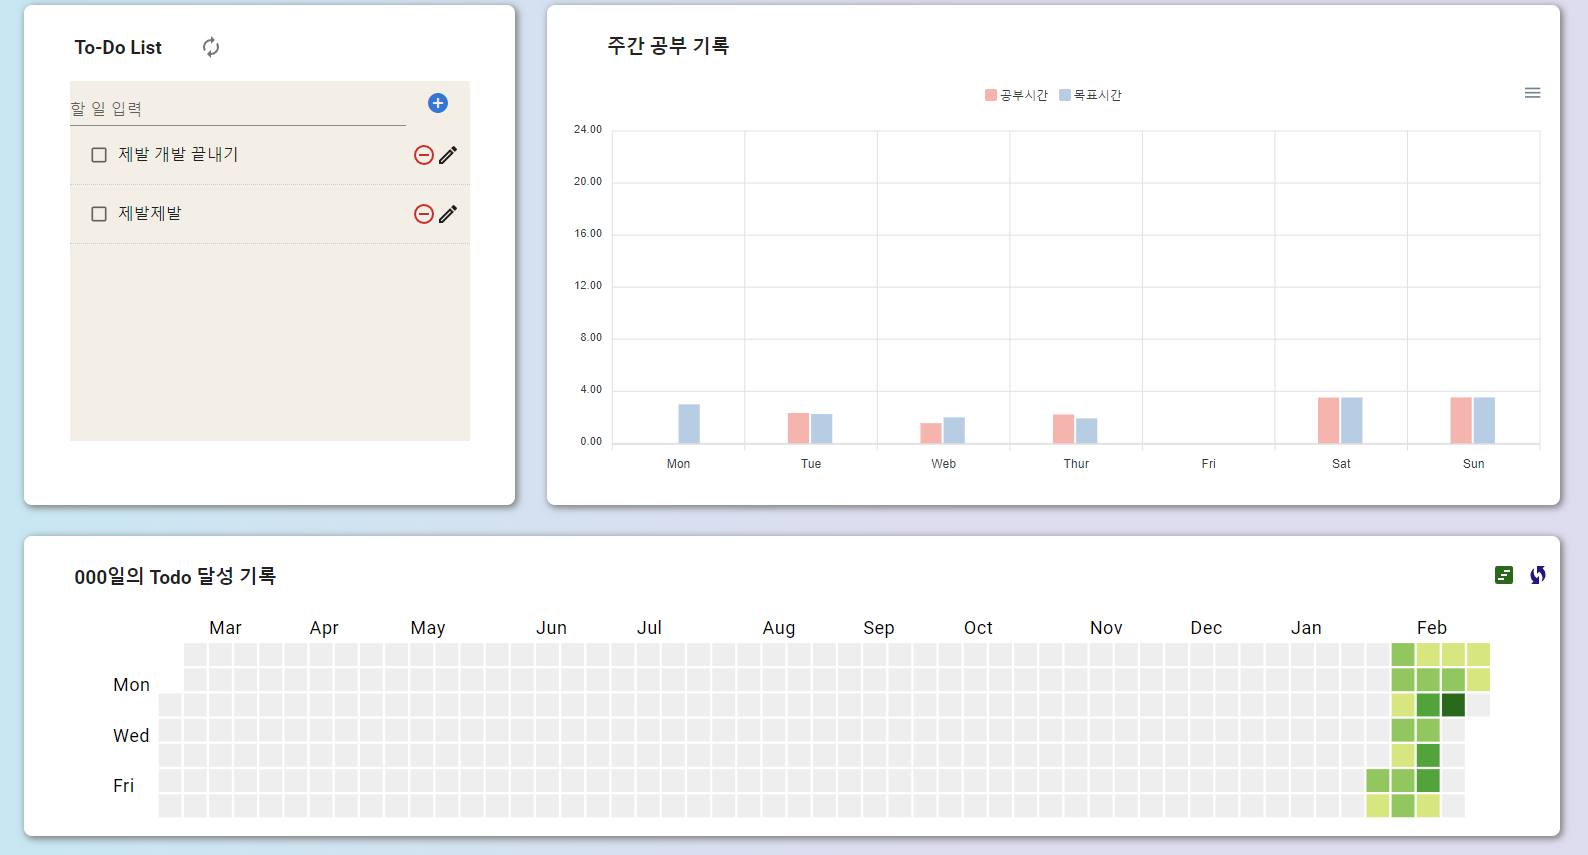 To-Do List
할 일 입력
제발 개발 끝내기
제발제발
주간 공부 기록
공부시간 목표시간
24.00
20.00
16.00
12.00
8.00
4.00
0.00
Mon Tue Web Thur Fri Sat Sun
000일의 Todo 달성 기록
Mar Apr May Jun Jul Aug Sep Oct Nov Dec Jan Feb
Mon
Wed
Fri